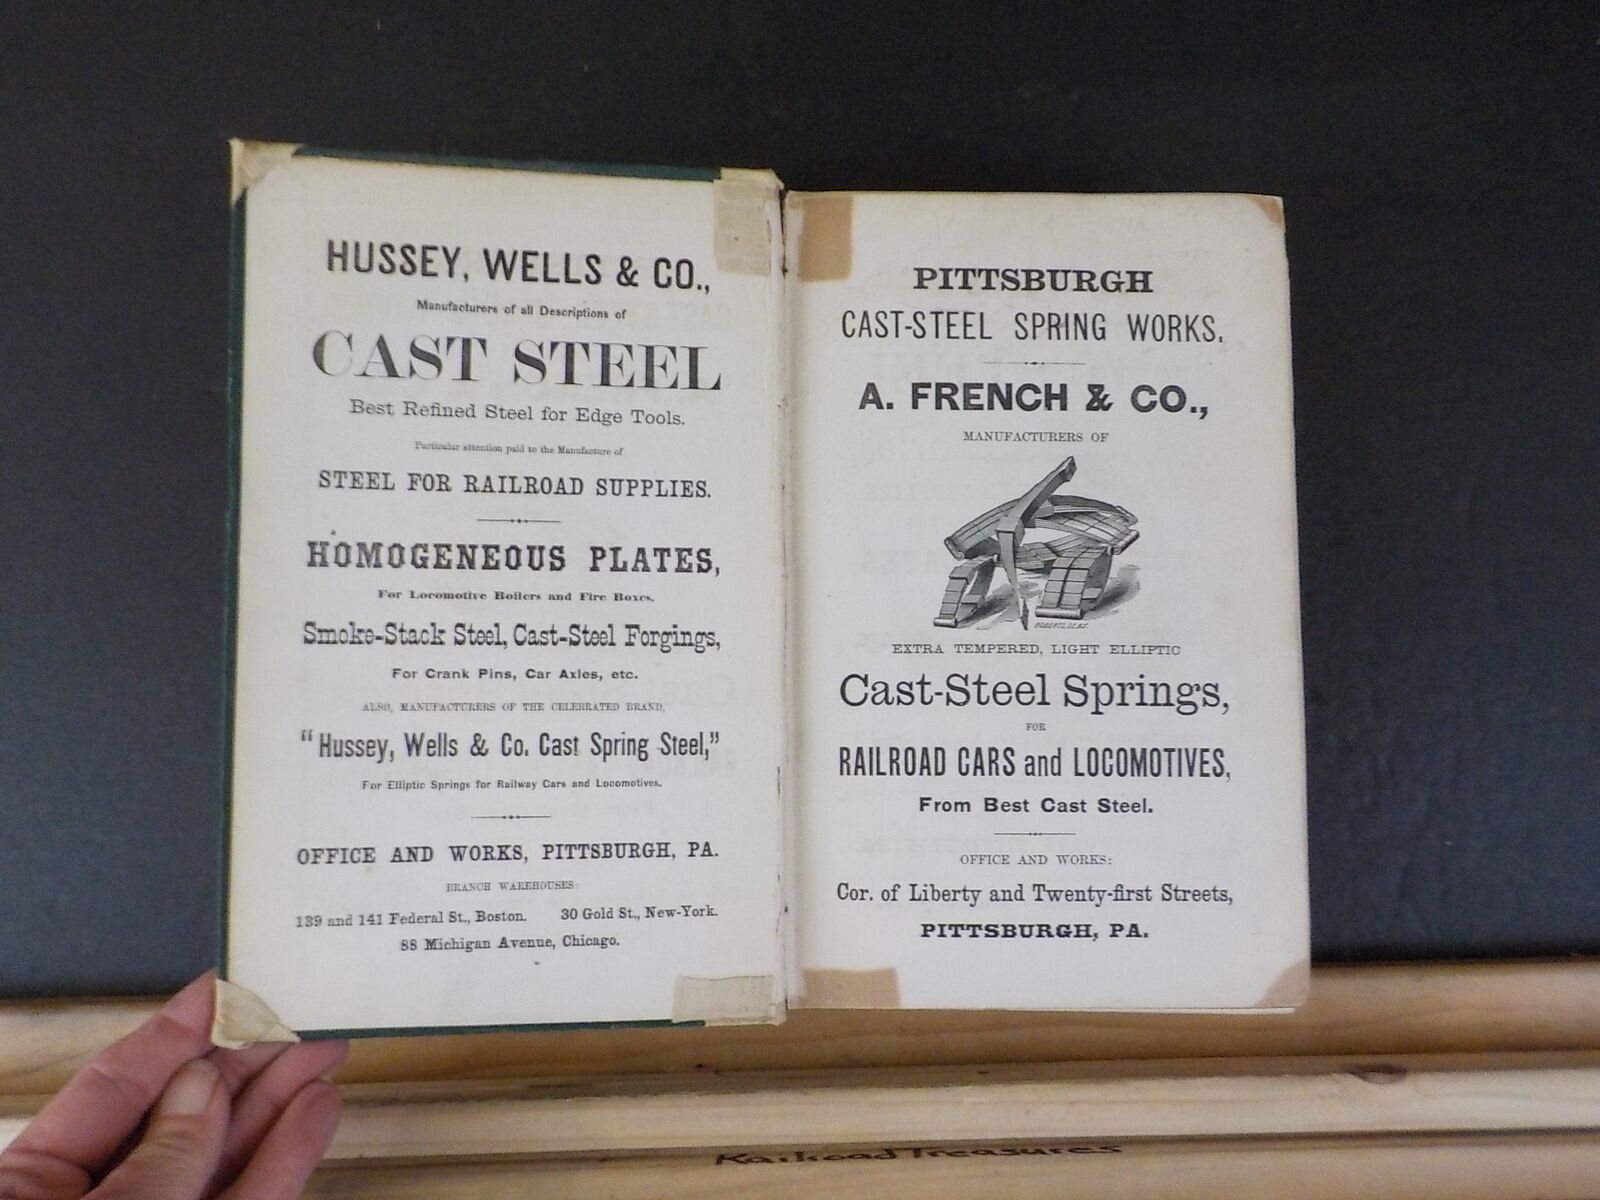 HUSSEY, WELLS & CO.,
Manufacturers of all Descriptions of
CAST STEEL
Best Refined Steel for Edge Tools.
Particular attention paid to the Manufacture of
STEEL FOR RAILROAD SUPPLIES.
HOMOGENEOUS PLATES,
For Locomotive Boilers and Fire Boxes.
Smoke-Stack Steel, Cast-Steel Forgings,
For Crank Pins, Car Axles, etc.
ALSO, MANUFACTURERS OF THE CELEBRATED BRAND,
"Hussey, Wells & Co. Cast Spring Steel,"
For Elliptic Springs for Railway Cars and Locomotives.
OFFICE AND WORKS, PITTSBURGH, PA.
BRANCH WAREHOUSES:
139 and 141 Federal St., Boston. 30 Gold St., New-York.
88 Michigan Avenue, Chicago.
PITTSBURGH
CAST-STEEL SPRING WORKS.
A. FRENCH & CO.,
MANUFACTURERS OF
EXTRA TEMPERED, LIGHT ELLIPTIC
Cast-Steel Springs,
FOR
RAILROAD CARS and LOCOMOTIVES,
From Best Cast Steel.
OFFICE AND WORKS:
Cor. of Liberty and Twenty-first Streets,
PITTSBURGH, PA.
Railroad Treasures